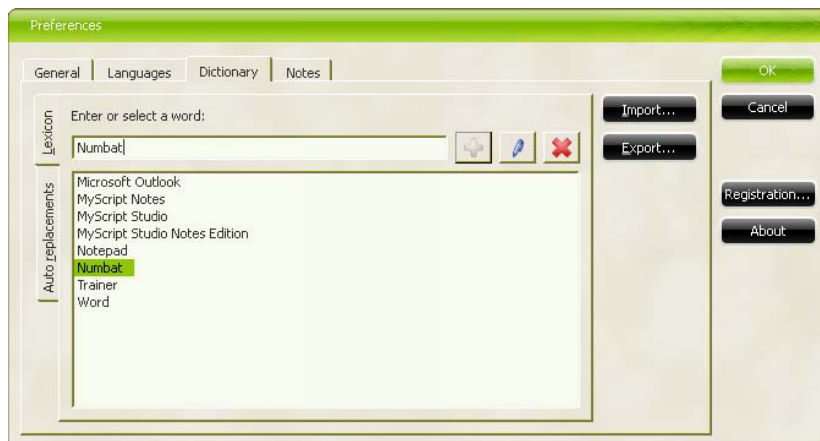 Preferences
General Languages Dictionary Notes
OK
Lexicon
Enter or select a word:
Import...
Cancel
Numbat
Export...
Auto replacements
Microsoft Outlook
MyScript Notes
MyScript Studio
MyScript Studio Notes Edition
Notepad
Numbat
Trainer
Word
Registration...
About